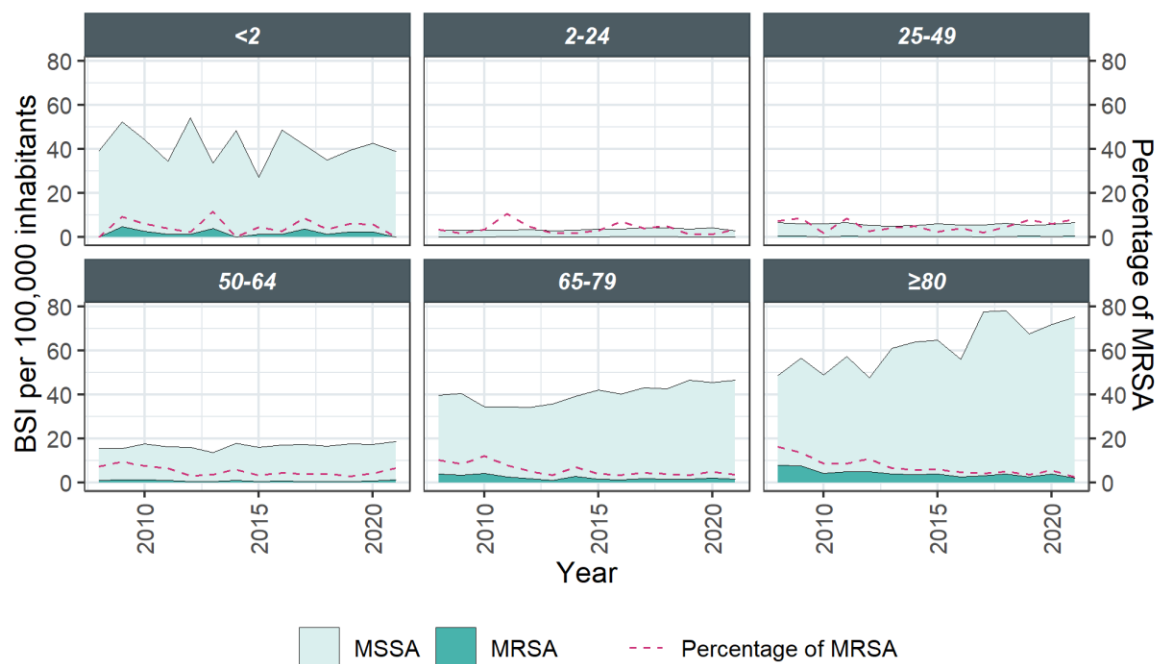 <2 2-24 25-49
80 80
60 60
40 40
20 20
0 0
50-64 65-79 ≥80
80 80
60 60
40 40
20 20
0 0
BSI per 100,000 inhabitants
Percentage of MRSA
2010 2015 2020 2010 2015 2020 2010 2015 2020
Year
MSSA MRSA Percentage of MRSA